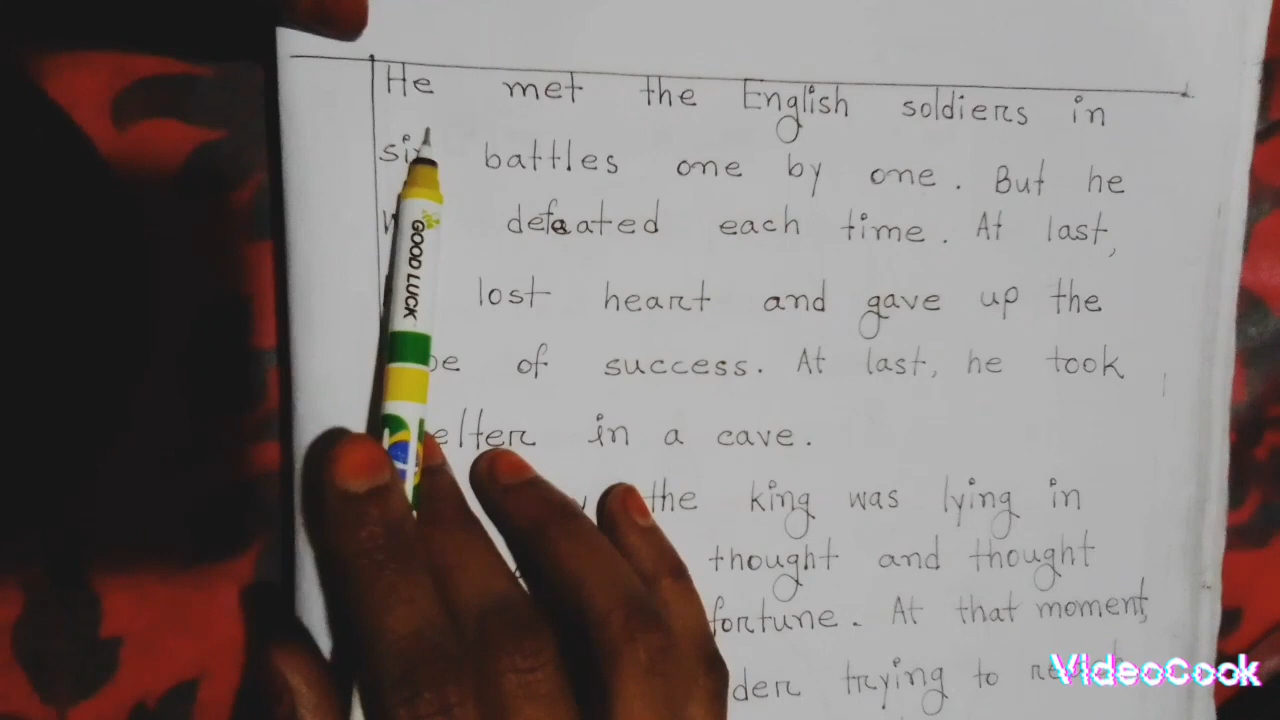 He met the English soldiers in
battles one by one. But he
defeated each time. At last,
lost heart and gave up the
of success. At last, he took
in a cave.
the king was lying in
thought and thought
fortune. At that moment,
trying to
GOOD LUCK
VideoCook